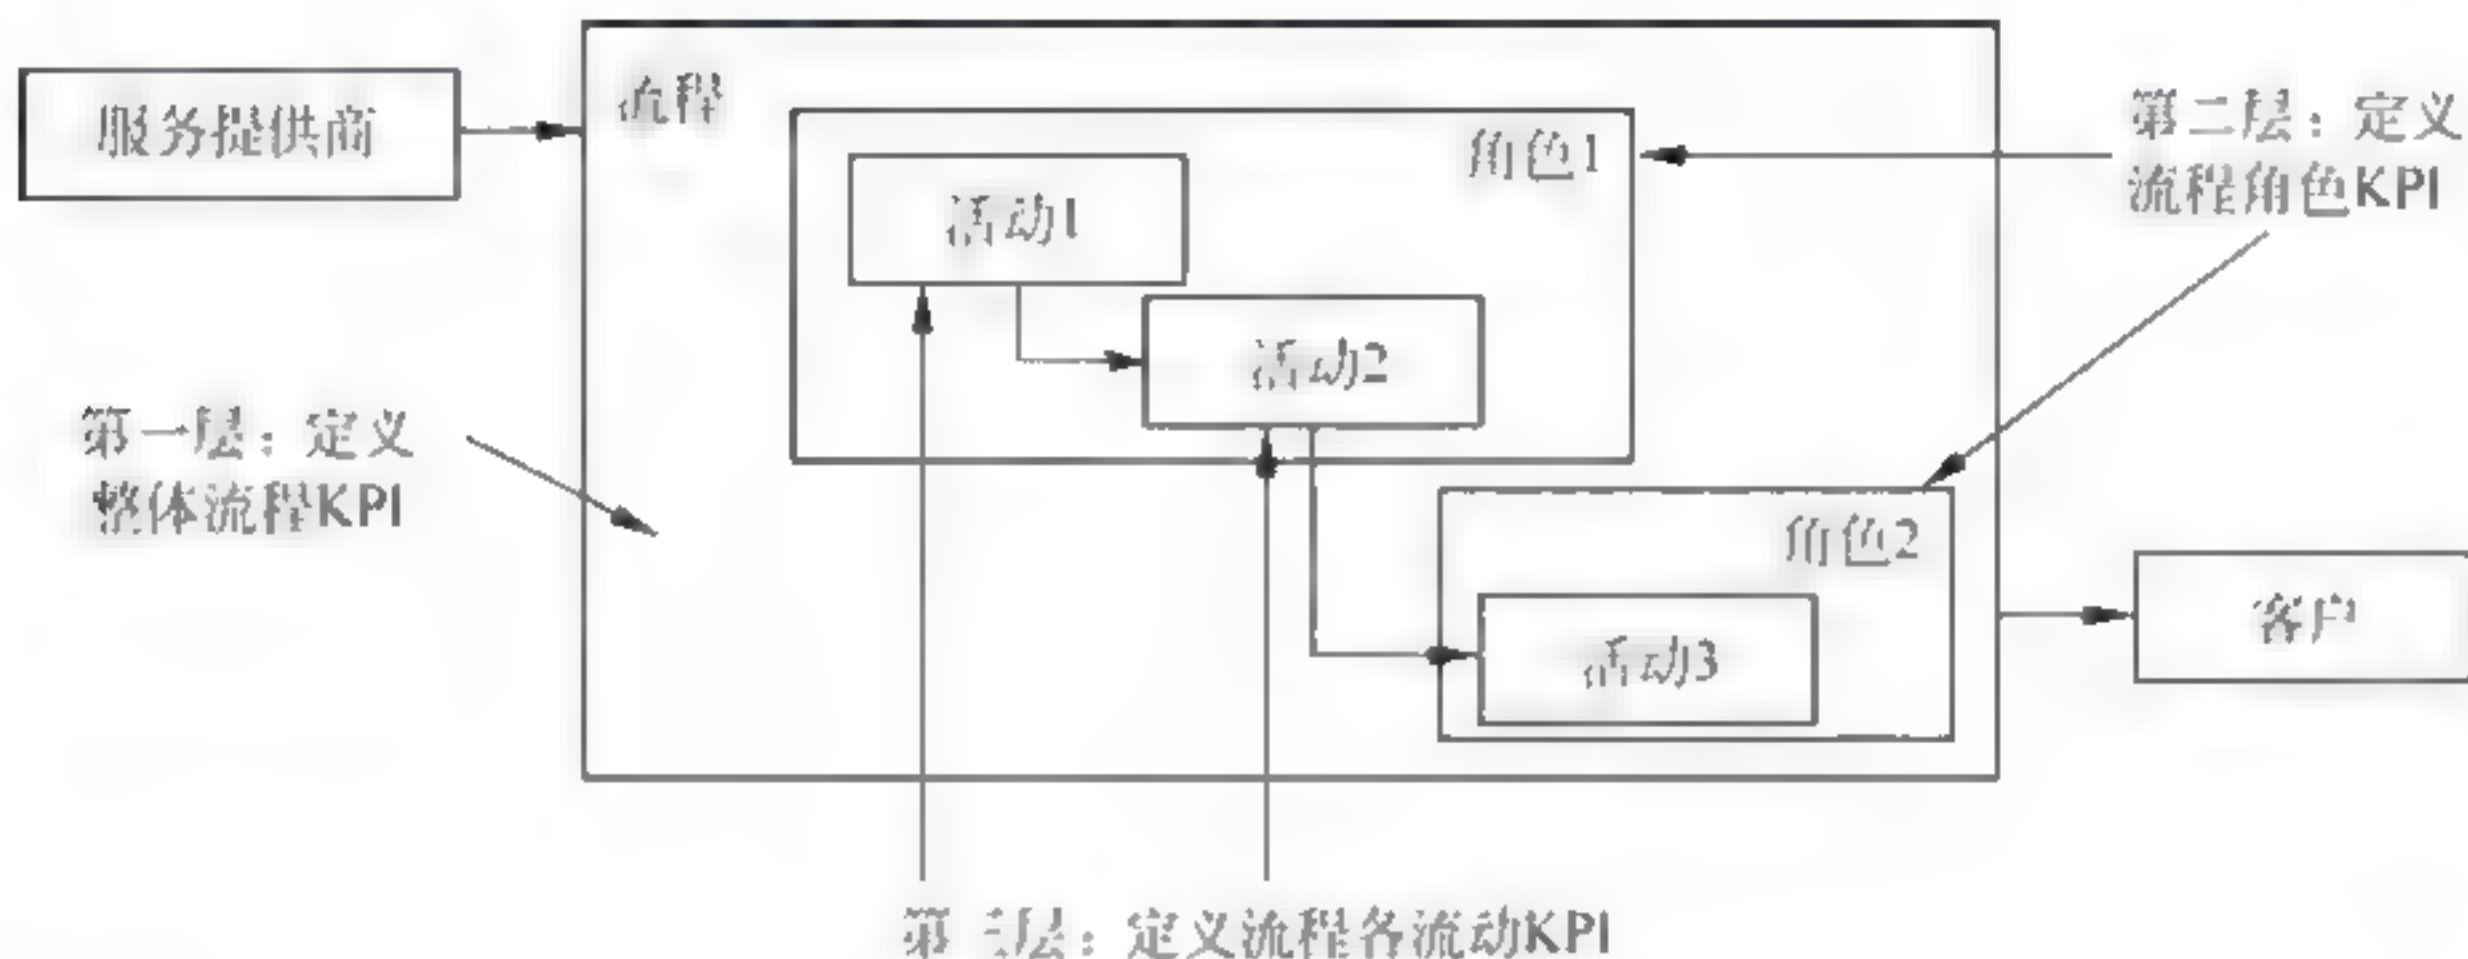 服务提供商
流程
角色1
第二层：定义
流程角色KPI
活动1
活动2
第一层：定义
整体流程KPI
角色2
活动3
客户
第三层：定义流程各流动KPI